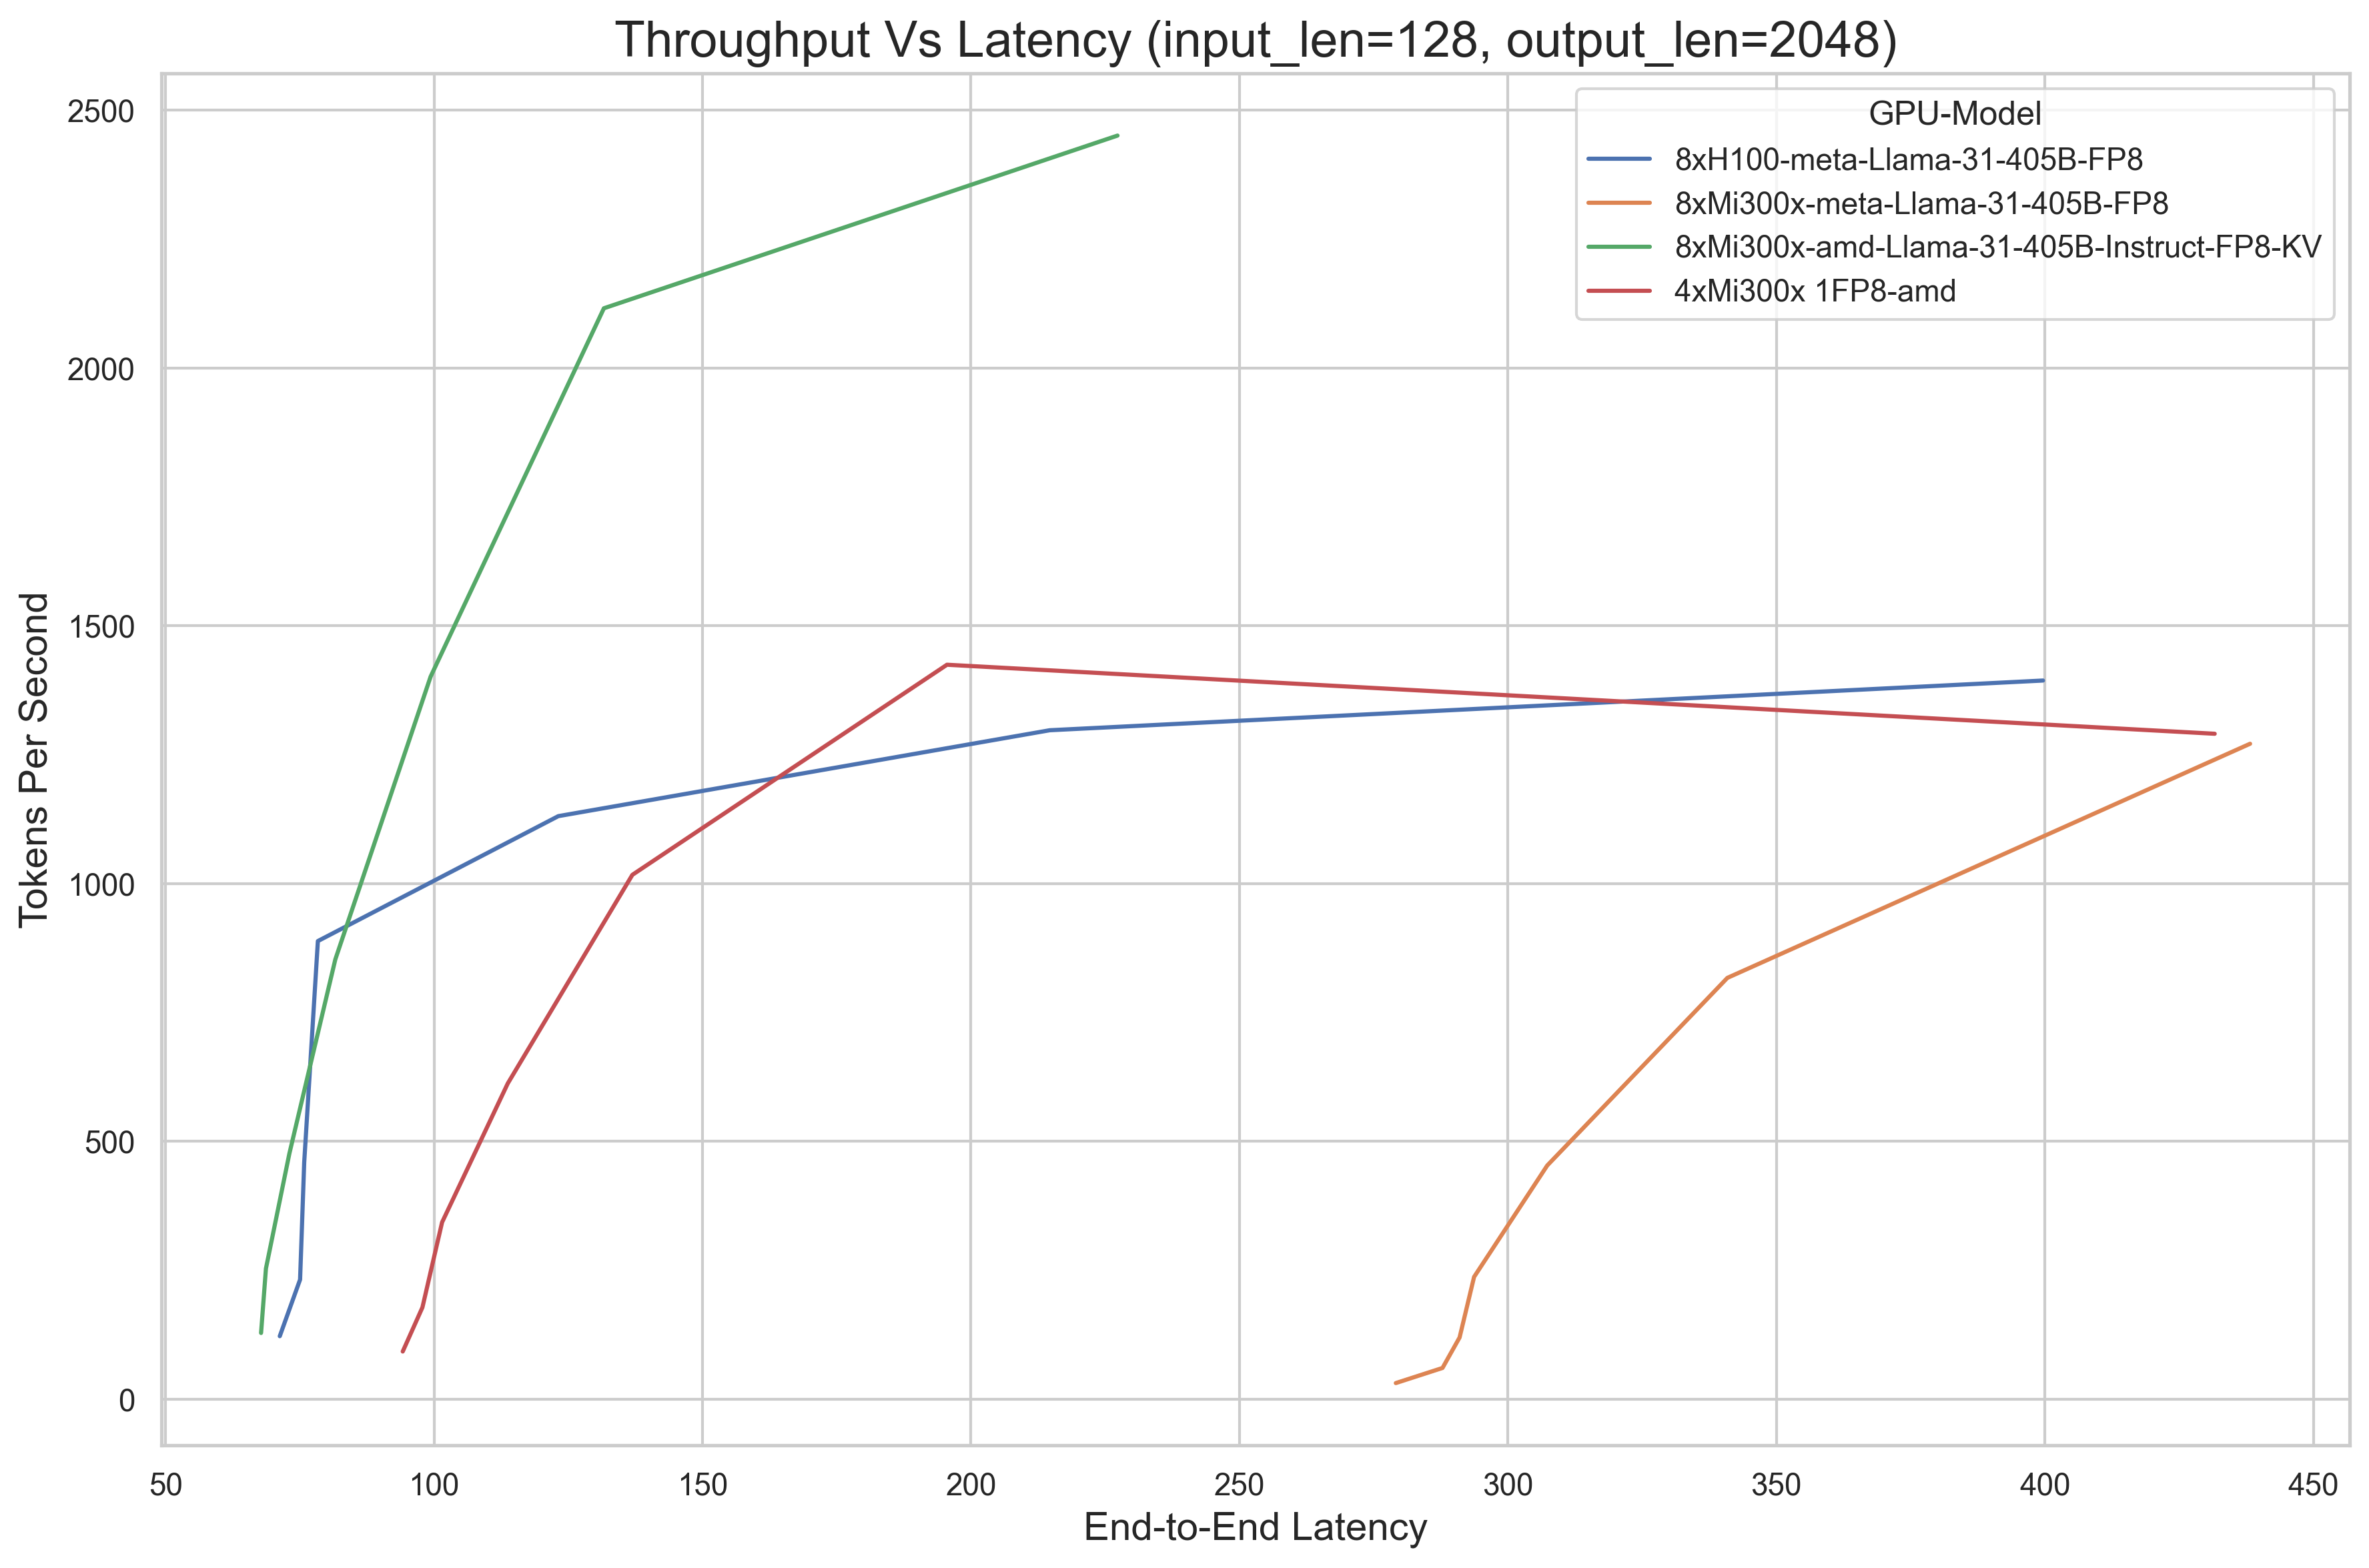 Throughput Vs Latency (input_len=128, output_len=2048)
GPU-Model
8xH100-meta-Llama-31-405B-FP8
8xMi300x-meta-Llama-31-405B-FP8
8xMi300x-amd-Llama-31-405B-Instruct-FP8-KV
4xMi300x 1FP8-amd
Tokens Per Second
2500
2000
1500
1000
500
0
50 100 150 200 250 300 350 400 450
End-to-End Latency